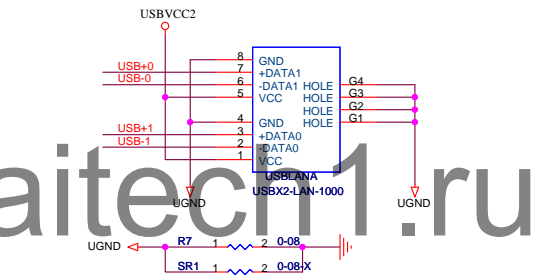 USBVCC2
8 GND
USB+0 7 +DATA1
USB-0 6 -DATA1 HOLE G4
5 VCC HOLE G3
HOLE G2
4 GND HOLE G1
USB+1 3 +DATA0
USB-1 2 -DATA0
1 VCC
USBLANA
USBX2-LAN-1000
UGND UGND
aitech1.ru
UGND R7 1 2 0-08
SR1 1 2 0-08-X